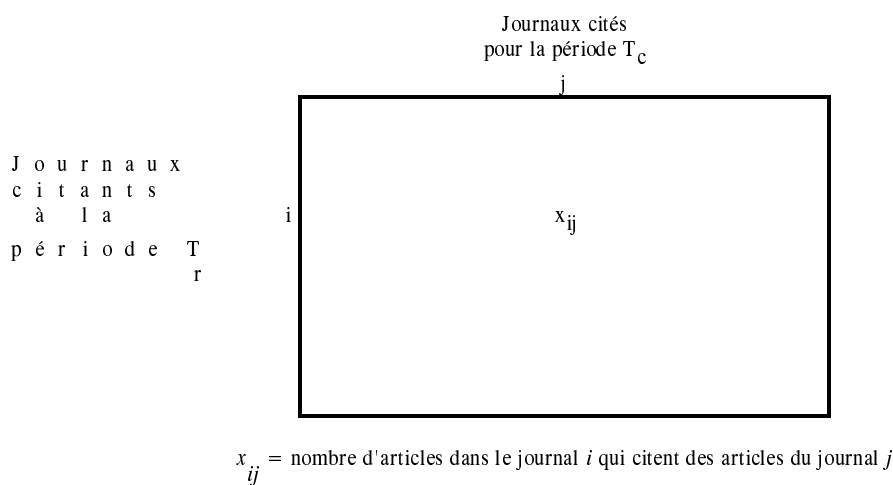 Journaux cités
pour la période Tc
j
Journaux
citants
à la
période T
r
i
xij
xij = nombre d'articles dans le journal i qui citent des articles du journal j